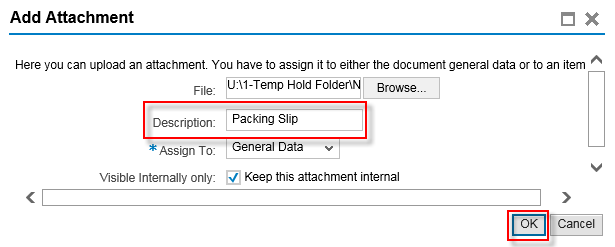 Add Attachment
Here you can upload an attachment. You have to assign it to either the document general data or to an item
File: U:\1-Temp Hold Folder\N Browse...
Description: Packing Slip
* Assign To: General Data
Visible Internally only: Keep this attachment internal
OK Cancel